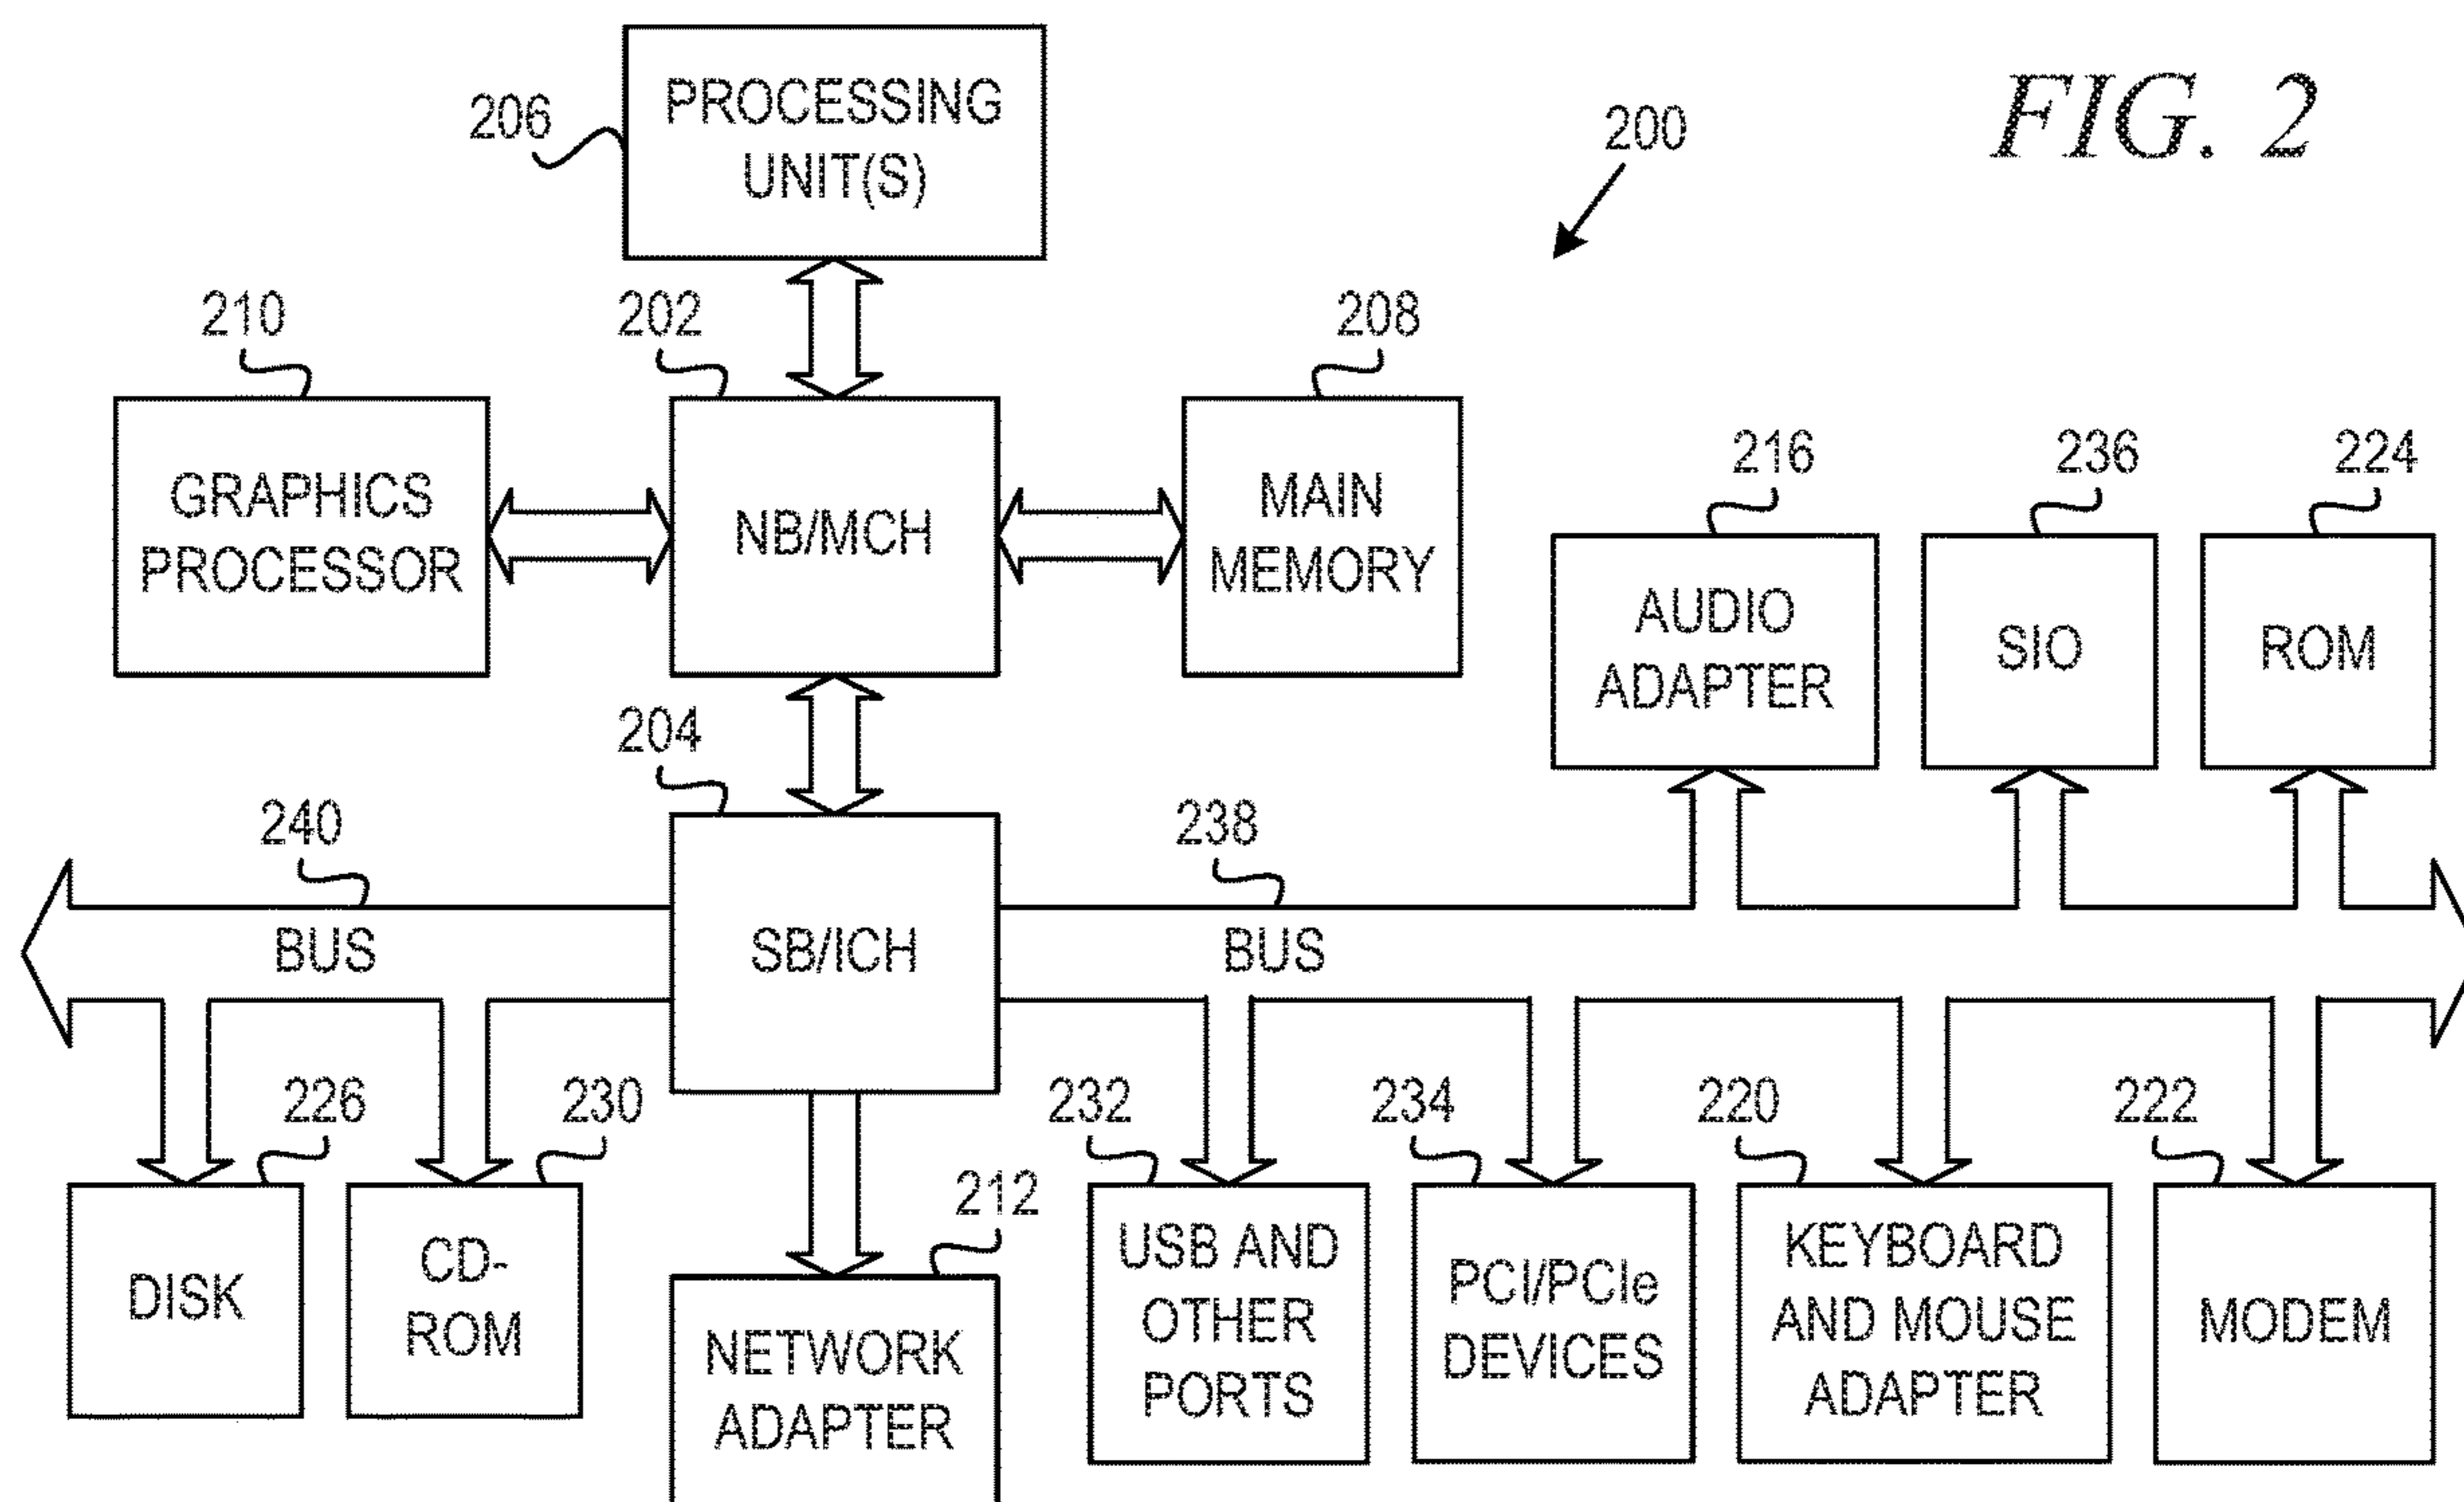 FIG. 2
200
206
PROCESSING
UNIT(S)
210
202
208
GRAPHICS
PROCESSOR
NB/MCH
MAIN
MEMORY
216
236
224
AUDIO
ADAPTER
SIO
ROM
204
240
238
BUS
SB/ICH
BUS
226
230
212
232
234
220
222
DISK
CD-
ROM
NETWORK
ADAPTER
USB AND
OTHER
PORTS
PCI/PCIe
DEVICES
KEYBOARD
AND MOUSE
ADAPTER
MODEM